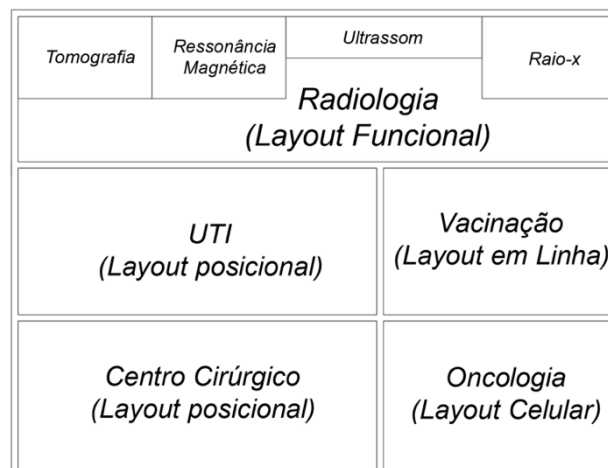 Tomografia
Ressonância
Magnética
Ultrassom
Raio-x
Radiologia
(Layout Funcional)
UTI
(Layout posicional)
Vacinação
(Layout em Linha)
Centro Cirúrgico
(Layout posicional)
Oncologia
(Layout Celular)